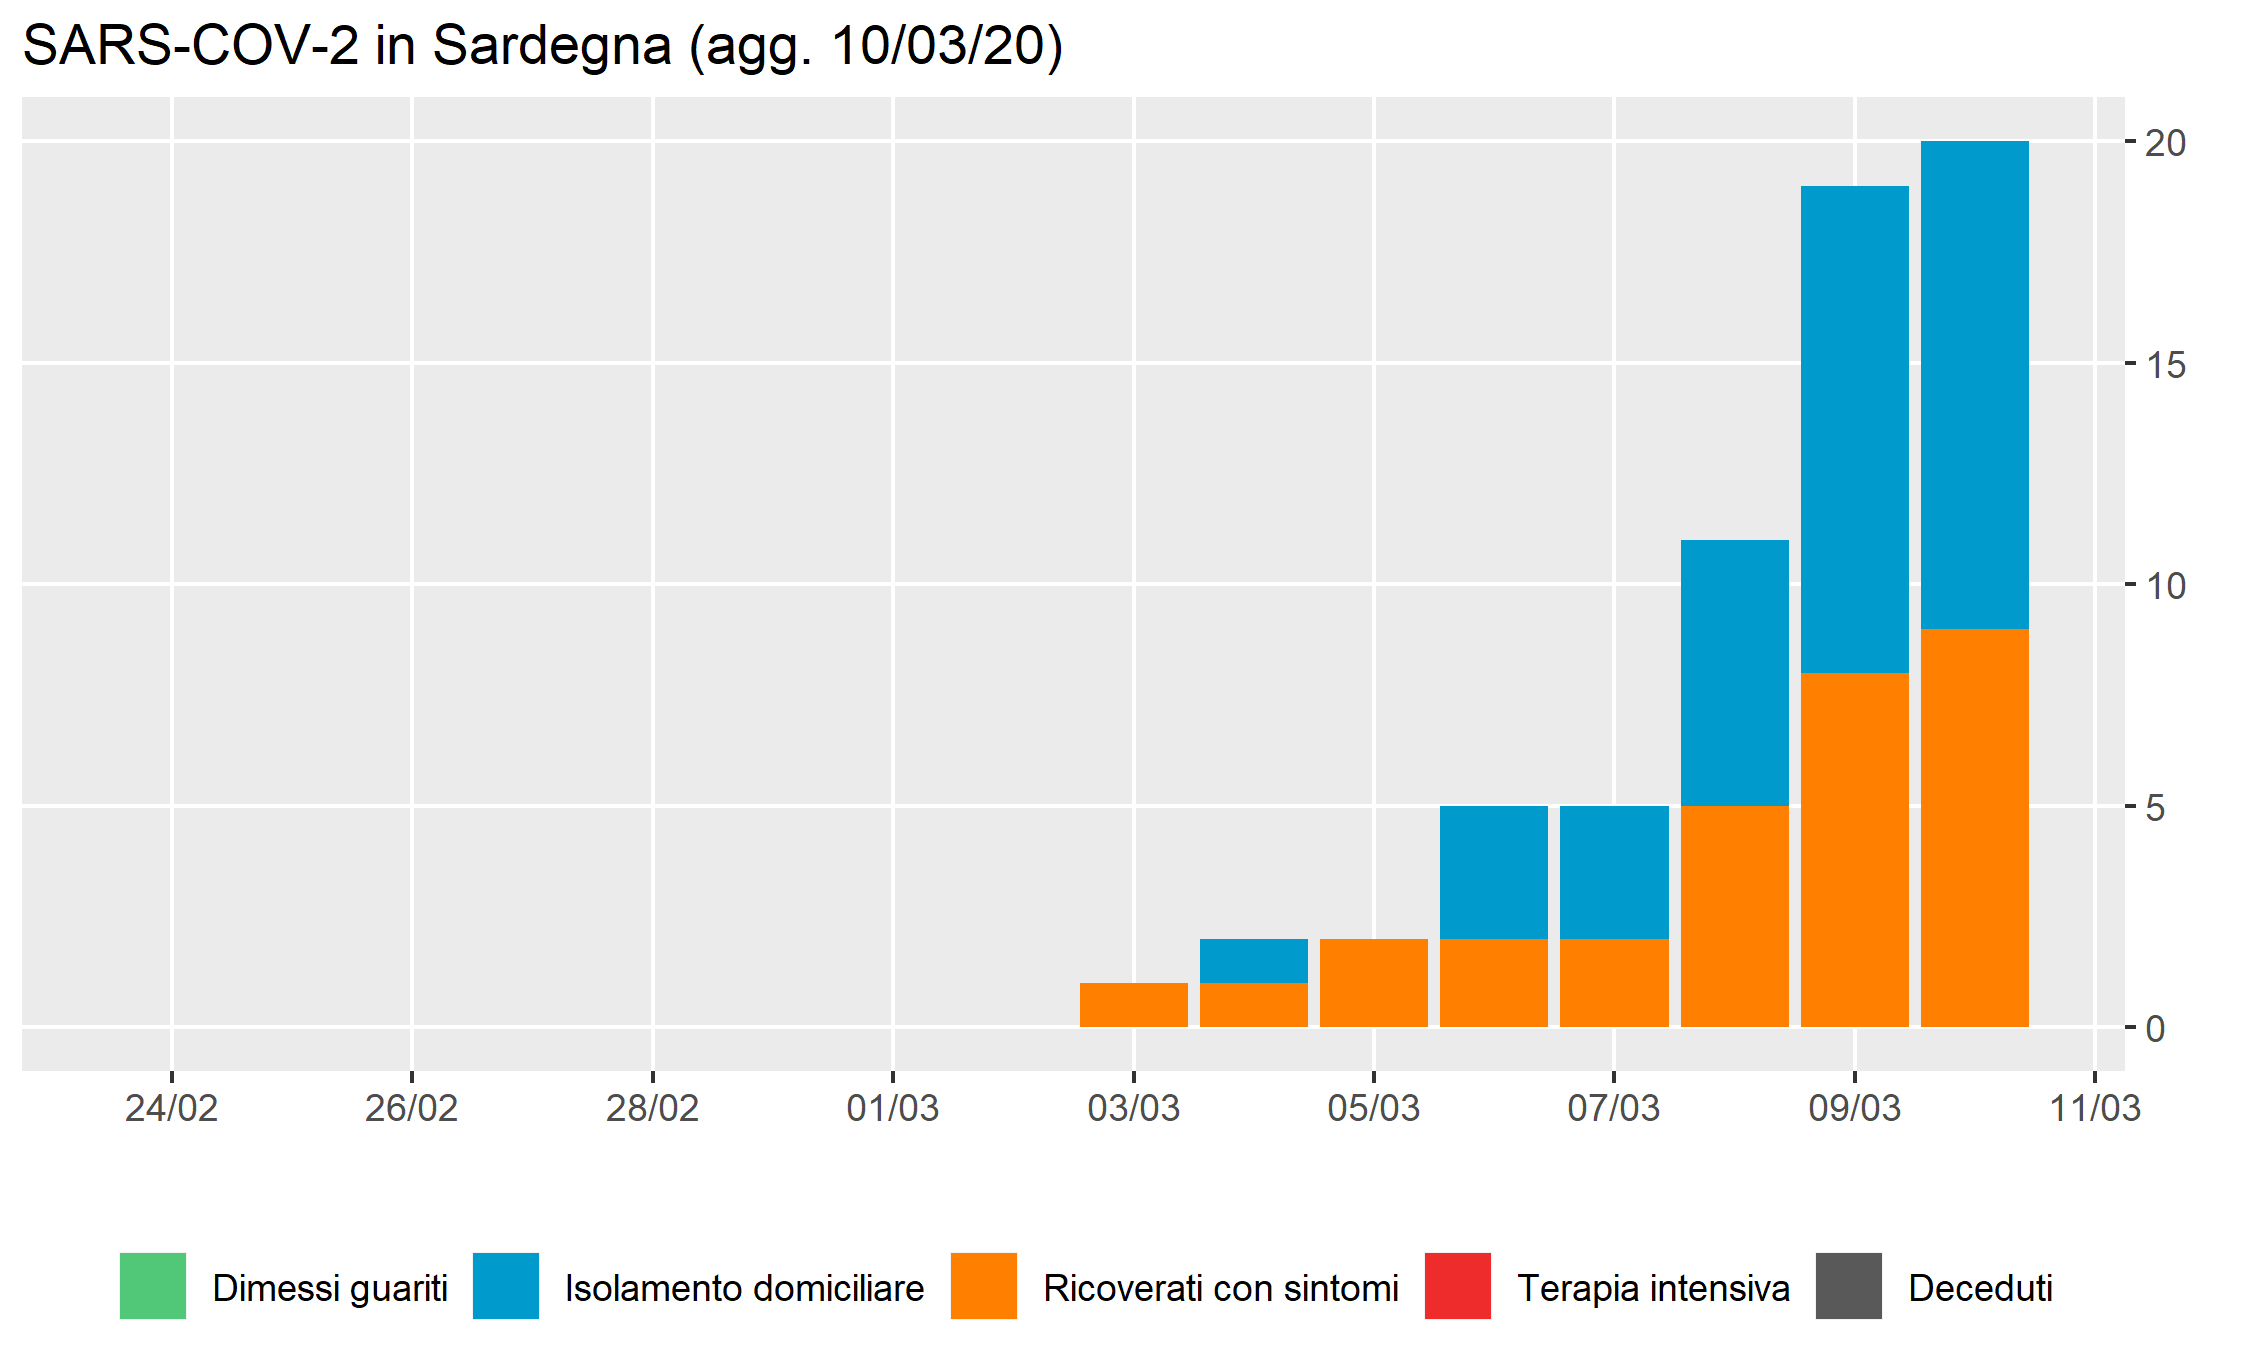 SARS-COV-2 in Sardegna (agg. 10/03/20)
20
15
10
5
0
24/02 26/02 28/02 01/03 03/03 05/03 07/03 09/03 11/03
Dimessi guariti Isolamento domiciliare Ricoverati con sintomi Terapia intensiva Deceduti